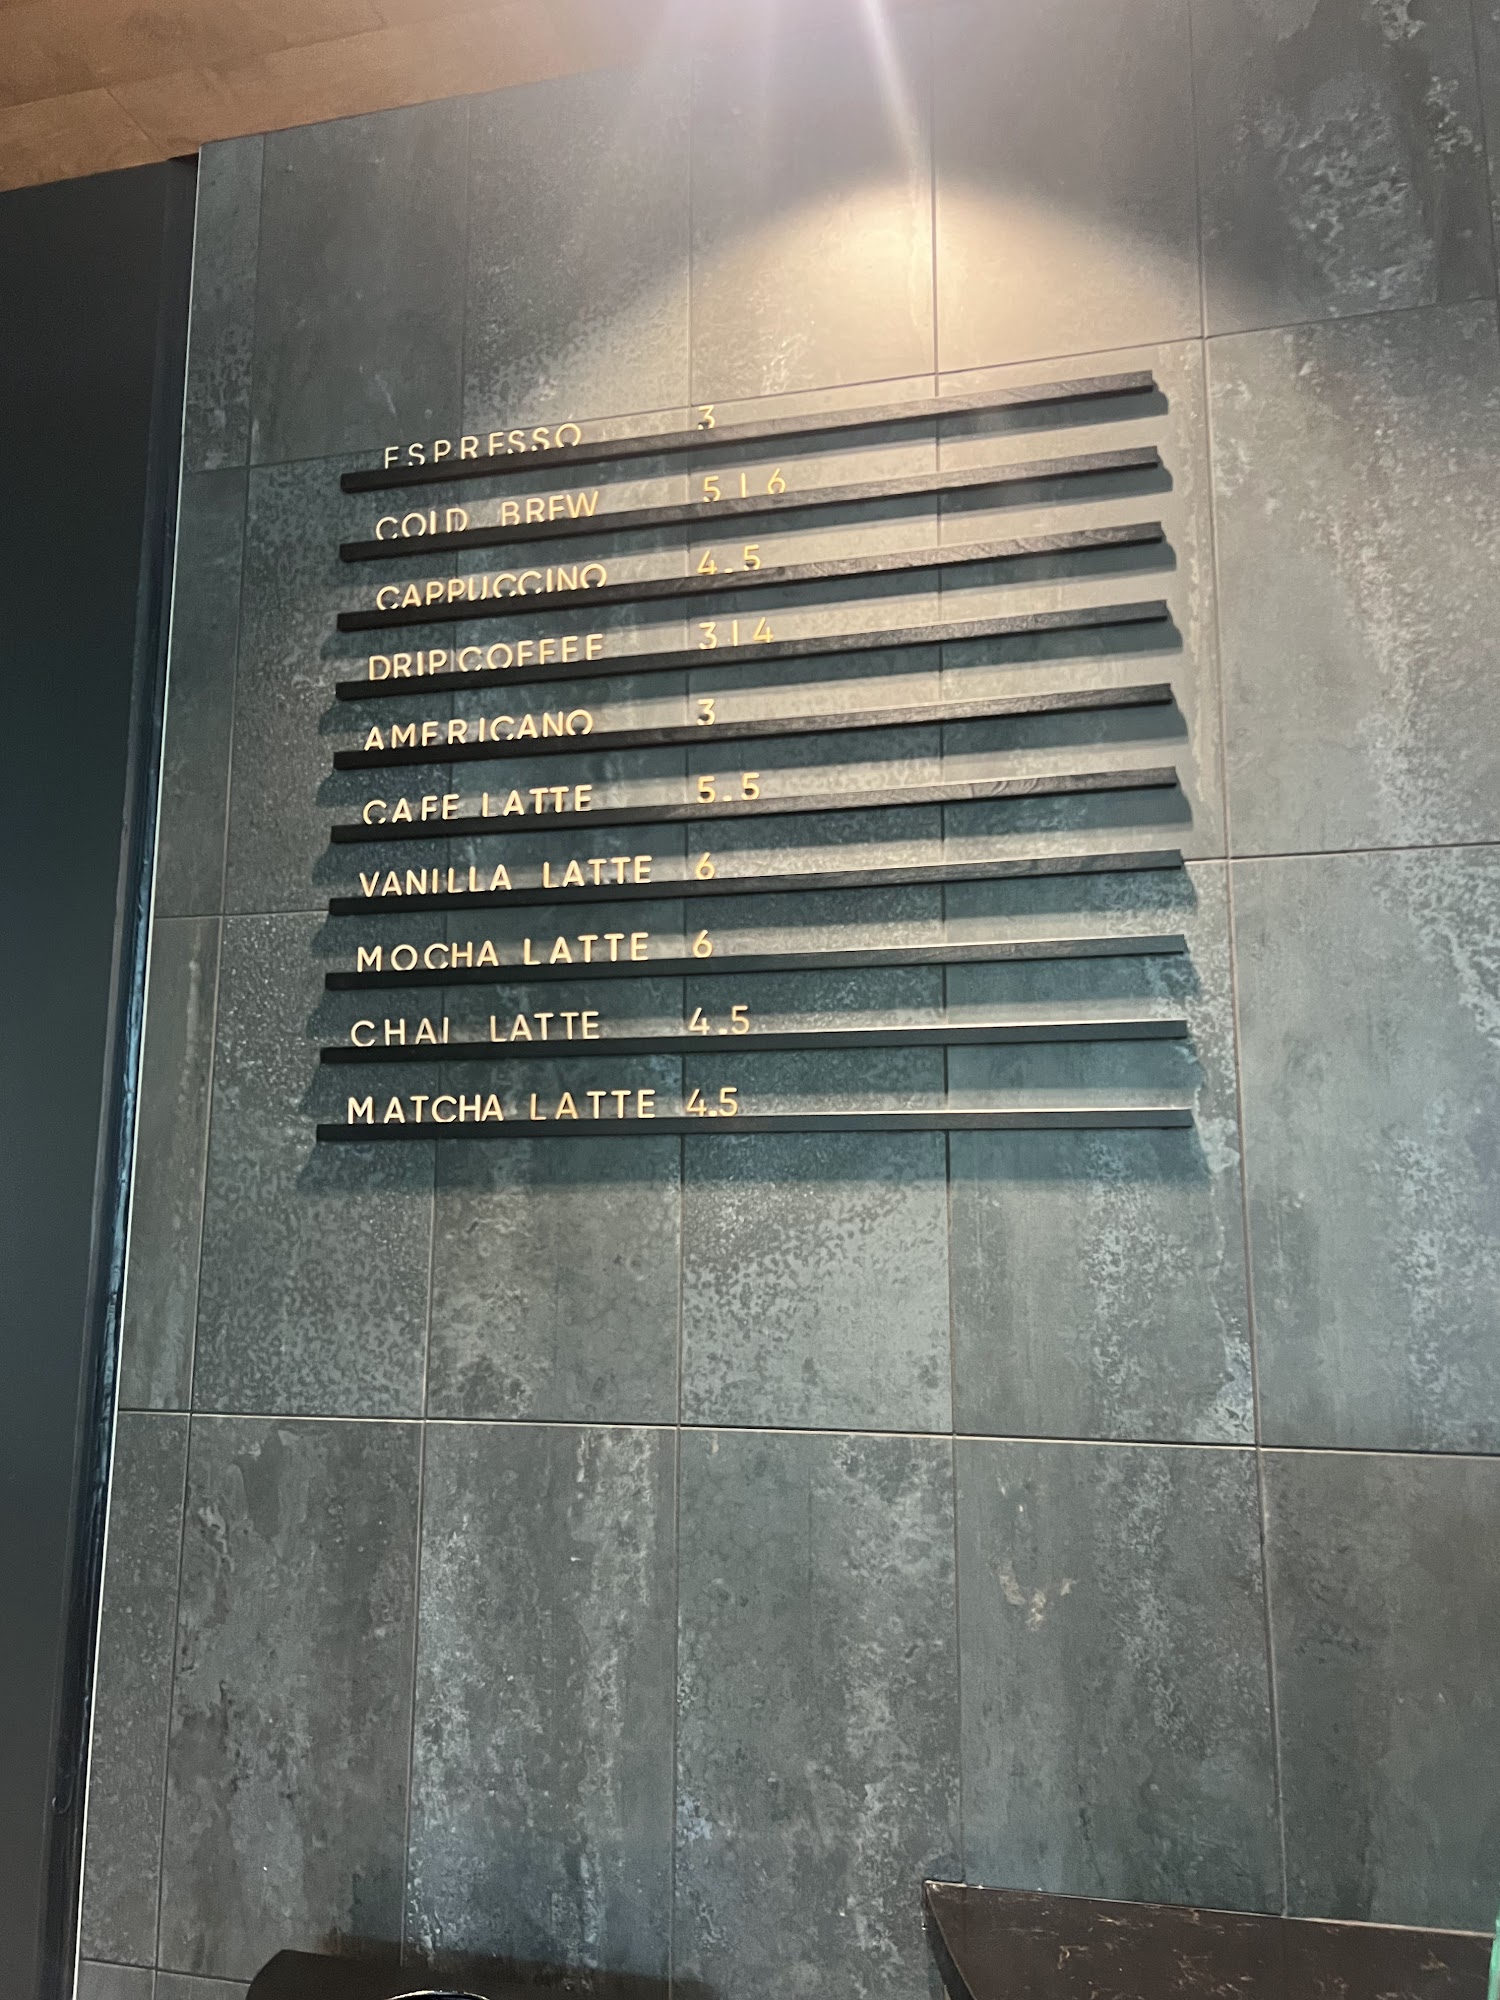 ESPRESSO 3
COLD BREW 5 | 6
CAPPUCCINO 4.5
DRIP COFFEE 3 | 4
AMERICANO 3
CAFE LATTE 5.5
VANILLA LATTE 6
MOCHA LATTE 6
CHAI LATTE 4.5
MATCHA LATTE 4.5